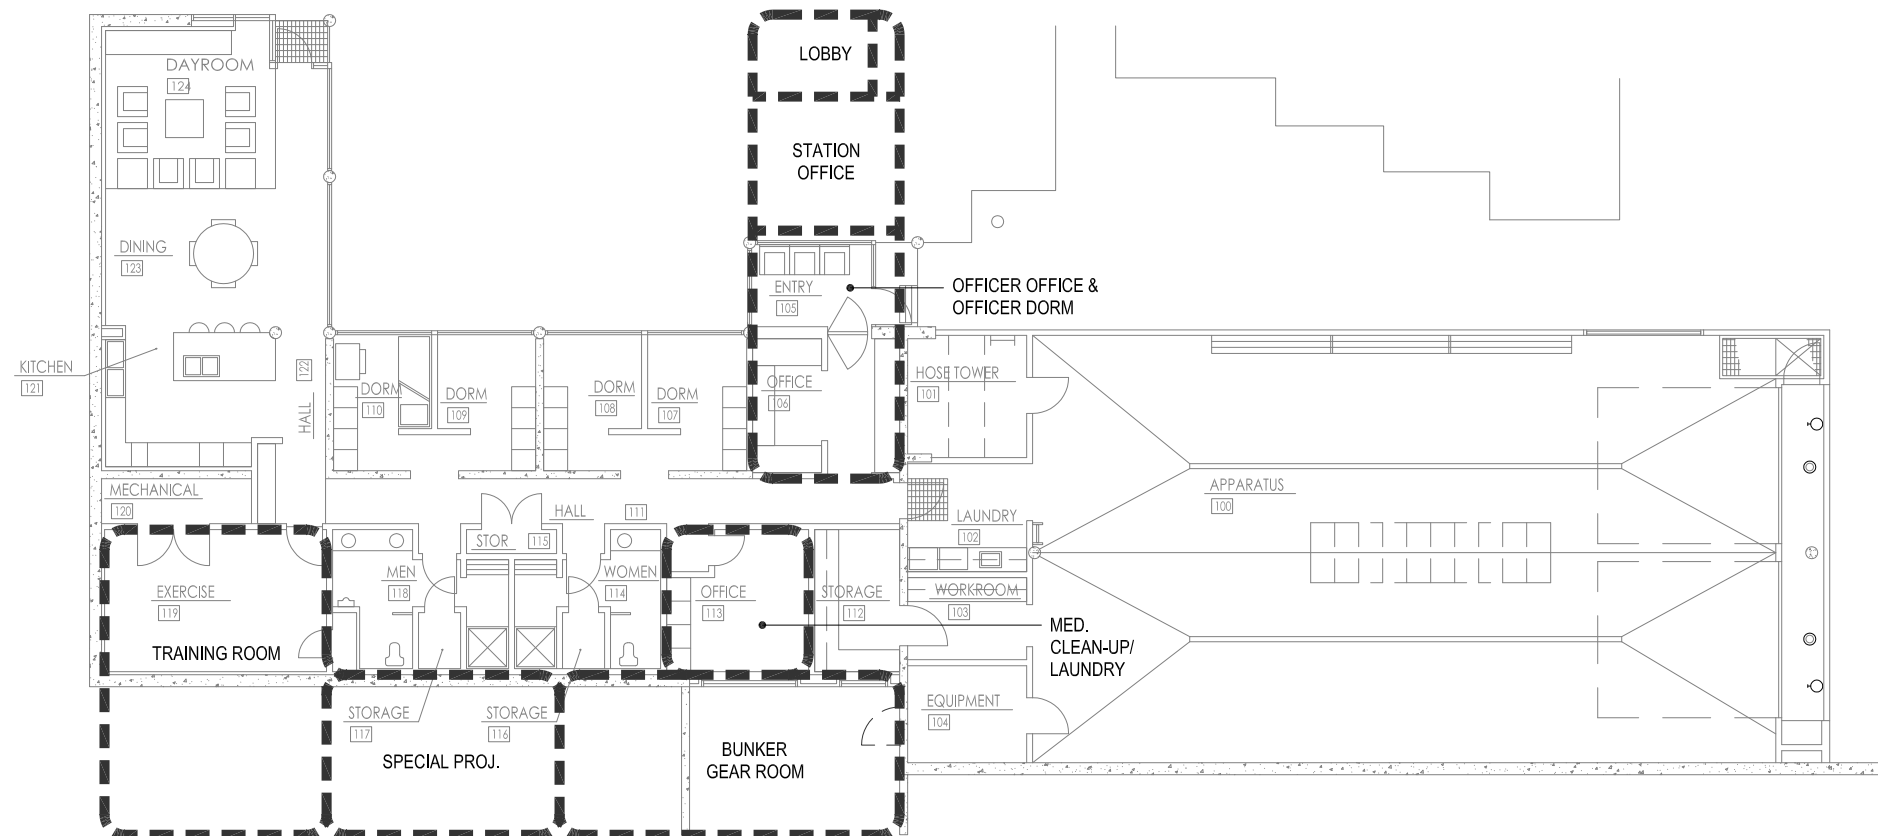 LOBBY
DAYROOM
124
STATION
OFFICE
DINING
123
ENTRY
105
OFFICER OFFICE &
OFFICER DORM
KITCHEN
121
HALL
122
DORM
110
DORM
109
DORM
108
DORM
107
OFFICE
106
HOSE TOWER
101
MECHANICAL
120
APPARATUS
100
HALL
111
LAUNDRY
102
STOR
115
MEN
118
WOMEN
114
EXERCISE
119
OFFICE
113
STORAGE
112
WORKROOM
103
TRAINING ROOM
MED.
CLEAN-UP/
LAUNDRY
STORAGE
117
STORAGE
116
EQUIPMENT
104
SPECIAL PROJ.
BUNKER
GEAR ROOM